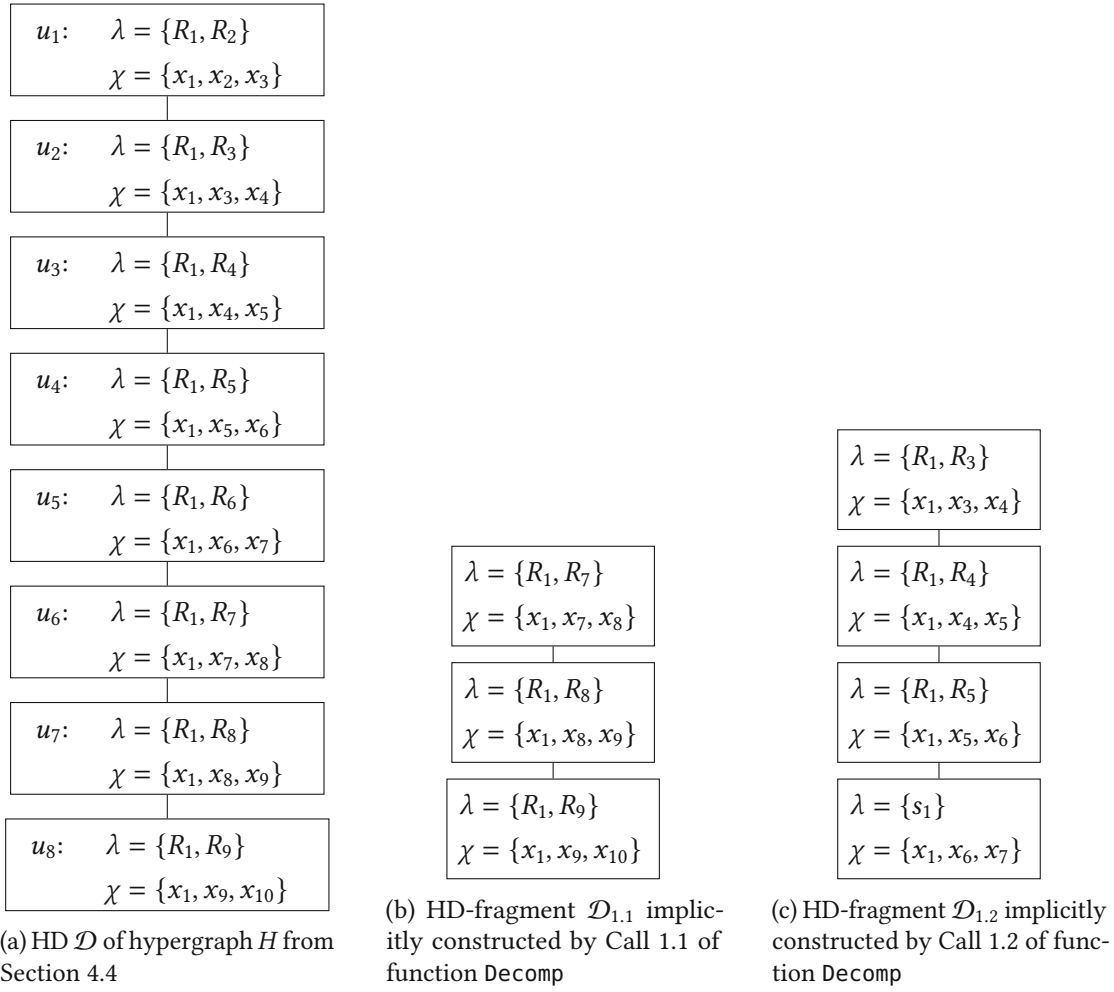 u₁: λ = {R₁, R₂}
χ = {x₁, x₂, x₃}
u₂: λ = {R₁, R₃}
χ = {x₁, x₃, x₄}
u₃: λ = {R₁, R₄}
χ = {x₁, x₄, x₅}
u₄: λ = {R₁, R₅}
χ = {x₁, x₅, x₆}
u₅: λ = {R₁, R₆}
χ = {x₁, x₆, x₇}
u₆: λ = {R₁, R₇}
χ = {x₁, x₇, x₈}
u₇: λ = {R₁, R₈}
χ = {x₁, x₈, x₉}
u₈: λ = {R₁, R₉}
χ = {x₁, x₉, x₁₀}
(a) HD 𝒟 of hypergraph H from
Section 4.4
λ = {R₁, R₇}
χ = {x₁, x₇, x₈}
λ = {R₁, R₈}
χ = {x₁, x₈, x₉}
λ = {R₁, R₉}
χ = {x₁, x₉, x₁₀}
(b) HD-fragment 𝒟₁.₁ implic-
itly constructed by Call 1.1 of
function Decomp
λ = {R₁, R₃}
χ = {x₁, x₃, x₄}
λ = {R₁, R₄}
χ = {x₁, x₄, x₅}
λ = {R₁, R₅}
χ = {x₁, x₅, x₆}
λ = {s₁}
χ = {x₁, x₆, x₇}
(c) HD-fragment 𝒟₁.₂ implicitly
constructed by Call 1.2 of func-
tion Decomp